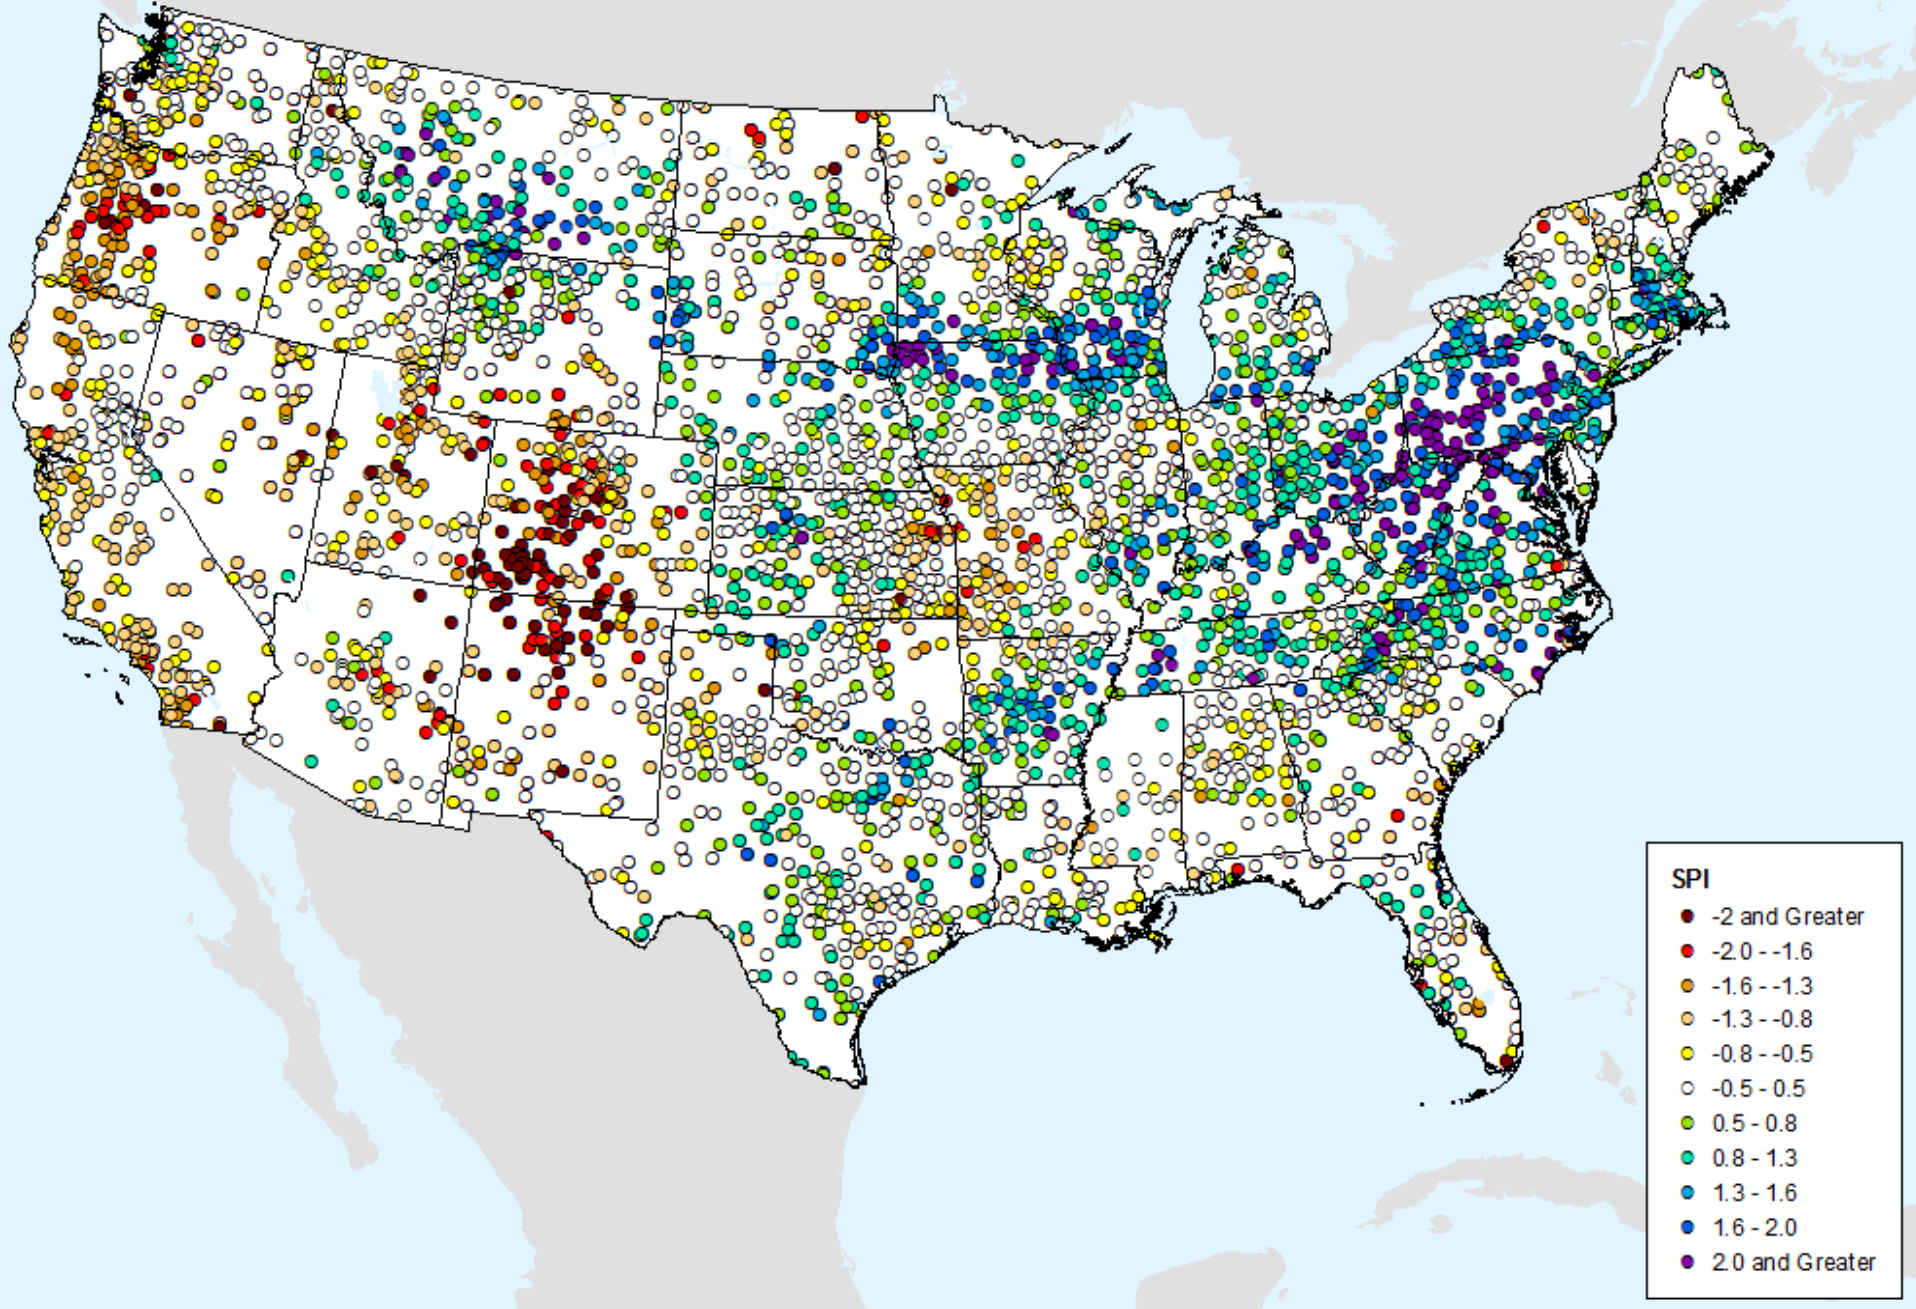 SPI
-2 and Greater
-2.0 - -1.6
-1.6 - -1.3
-1.3 - -0.8
-0.8 - -0.5
-0.5 - 0.5
0.5 - 0.8
0.8 - 1.3
1.3 - 1.6
1.6 - 2.0
2.0 and Greater